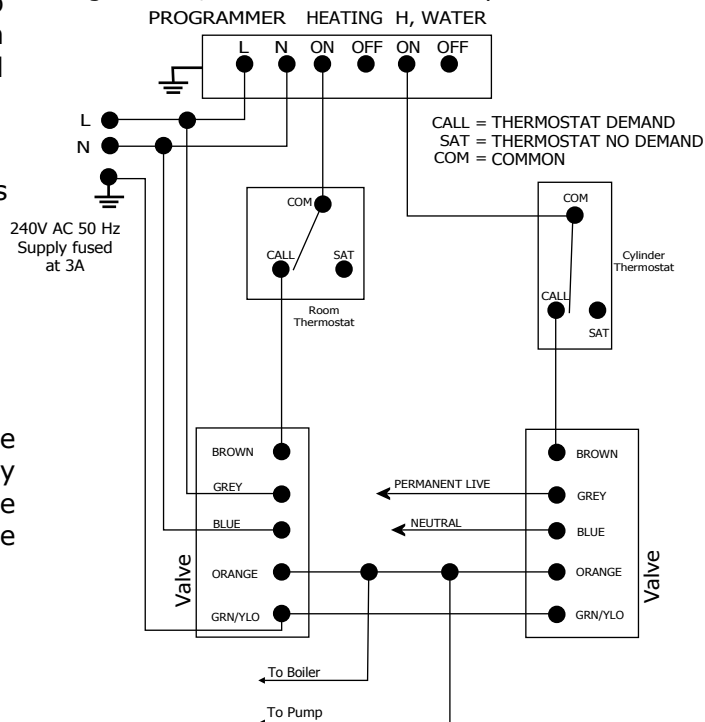 PROGRAMMER HEATING H, WATER
L N ON OFF ON OFF
L
N
CALL = THERMOSTAT DEMAND
SAT = THERMOSTAT NO DEMAND
COM = COMMON
240V AC 50 Hz
Supply fused
at 3A
COM
CALL
SAT
Room
Thermostat
COM
CALL
SAT
Cylinder
Thermostat
BROWN
GREY
BLUE
ORANGE
GRN/YLO
Valve
PERMANENT LIVE
NEUTRAL
BROWN
GREY
BLUE
ORANGE
GRN/YLO
Valve
To Boiler
To Pump